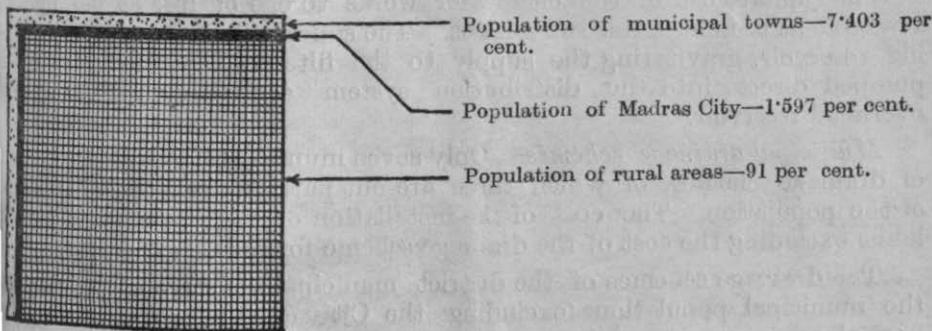 Population of municipal towns—7·403 per
cent.
Population of Madras City—1·597 per cent.
Population of rural areas—91 per cent.